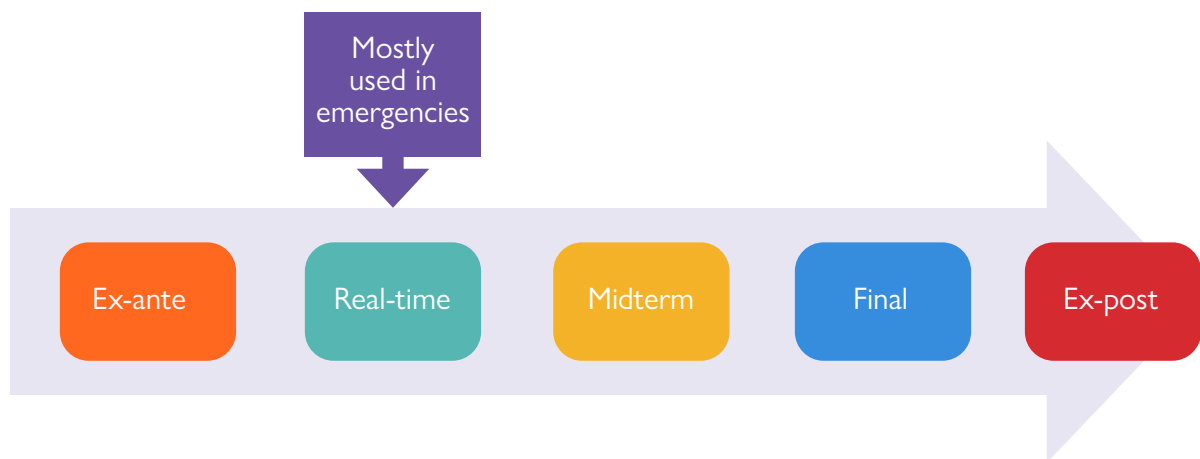 Mostly
used in
emergencies
Ex-ante
Real-time
Midterm
Final
Ex-post